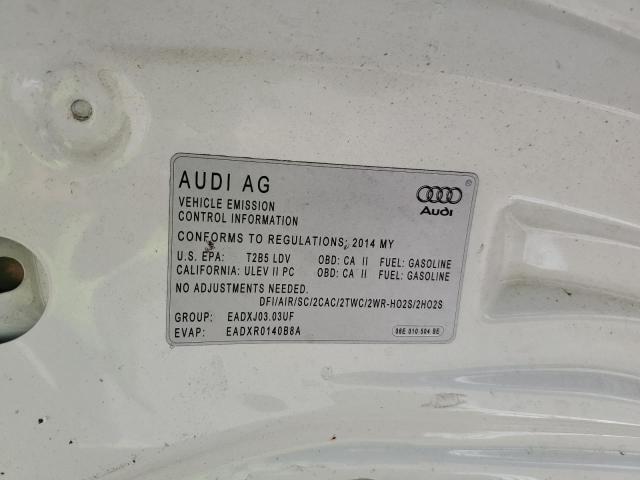 AUDI AG
Audi
®
VEHICLE EMISSION
CONTROL INFORMATION
CONFORMS TO REGULATIONS; 2014 MY
U.S. EPA: T2B5 LDV OBD: CA II FUEL: GASOLINE
CALIFORNIA: ULEV II PC OBD: CA II FUEL: GASOLINE
NO ADJUSTMENTS NEEDED.
DFI/AIR/SC/2CAC/2TWC/2WR-HO2S/2HO2S
GROUP: EADXJ03.03UF
EVAP: EADXR0140B8A
06E 010 504 BE